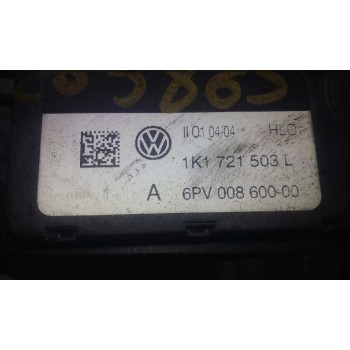 II 01 04/04 HLO
1K1 721 503 L
A 6PV 008 600-00